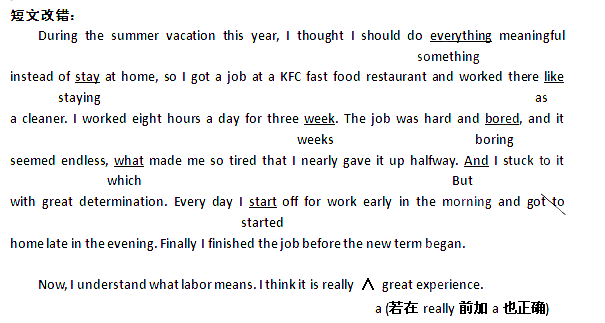 短文改错:
During the summer vacation this year, I thought I should do everything meaningful
something
instead of stay at home, so I got a job at a KFC fast food restaurant and worked there like
staying as
a cleaner. I worked eight hours a day for three week. The job was hard and bored, and it
weeks boring
seemed endless, what made me so tired that I nearly gave it up halfway. And I stuck to it
which But
with great determination. Every day I start off for work early in the morning and got to
started
home late in the evening. Finally I finished the job before the new term began.
Now, I understand what labor means. I think it is really ∧ great experience.
a (若在 really 前加 a 也正确)